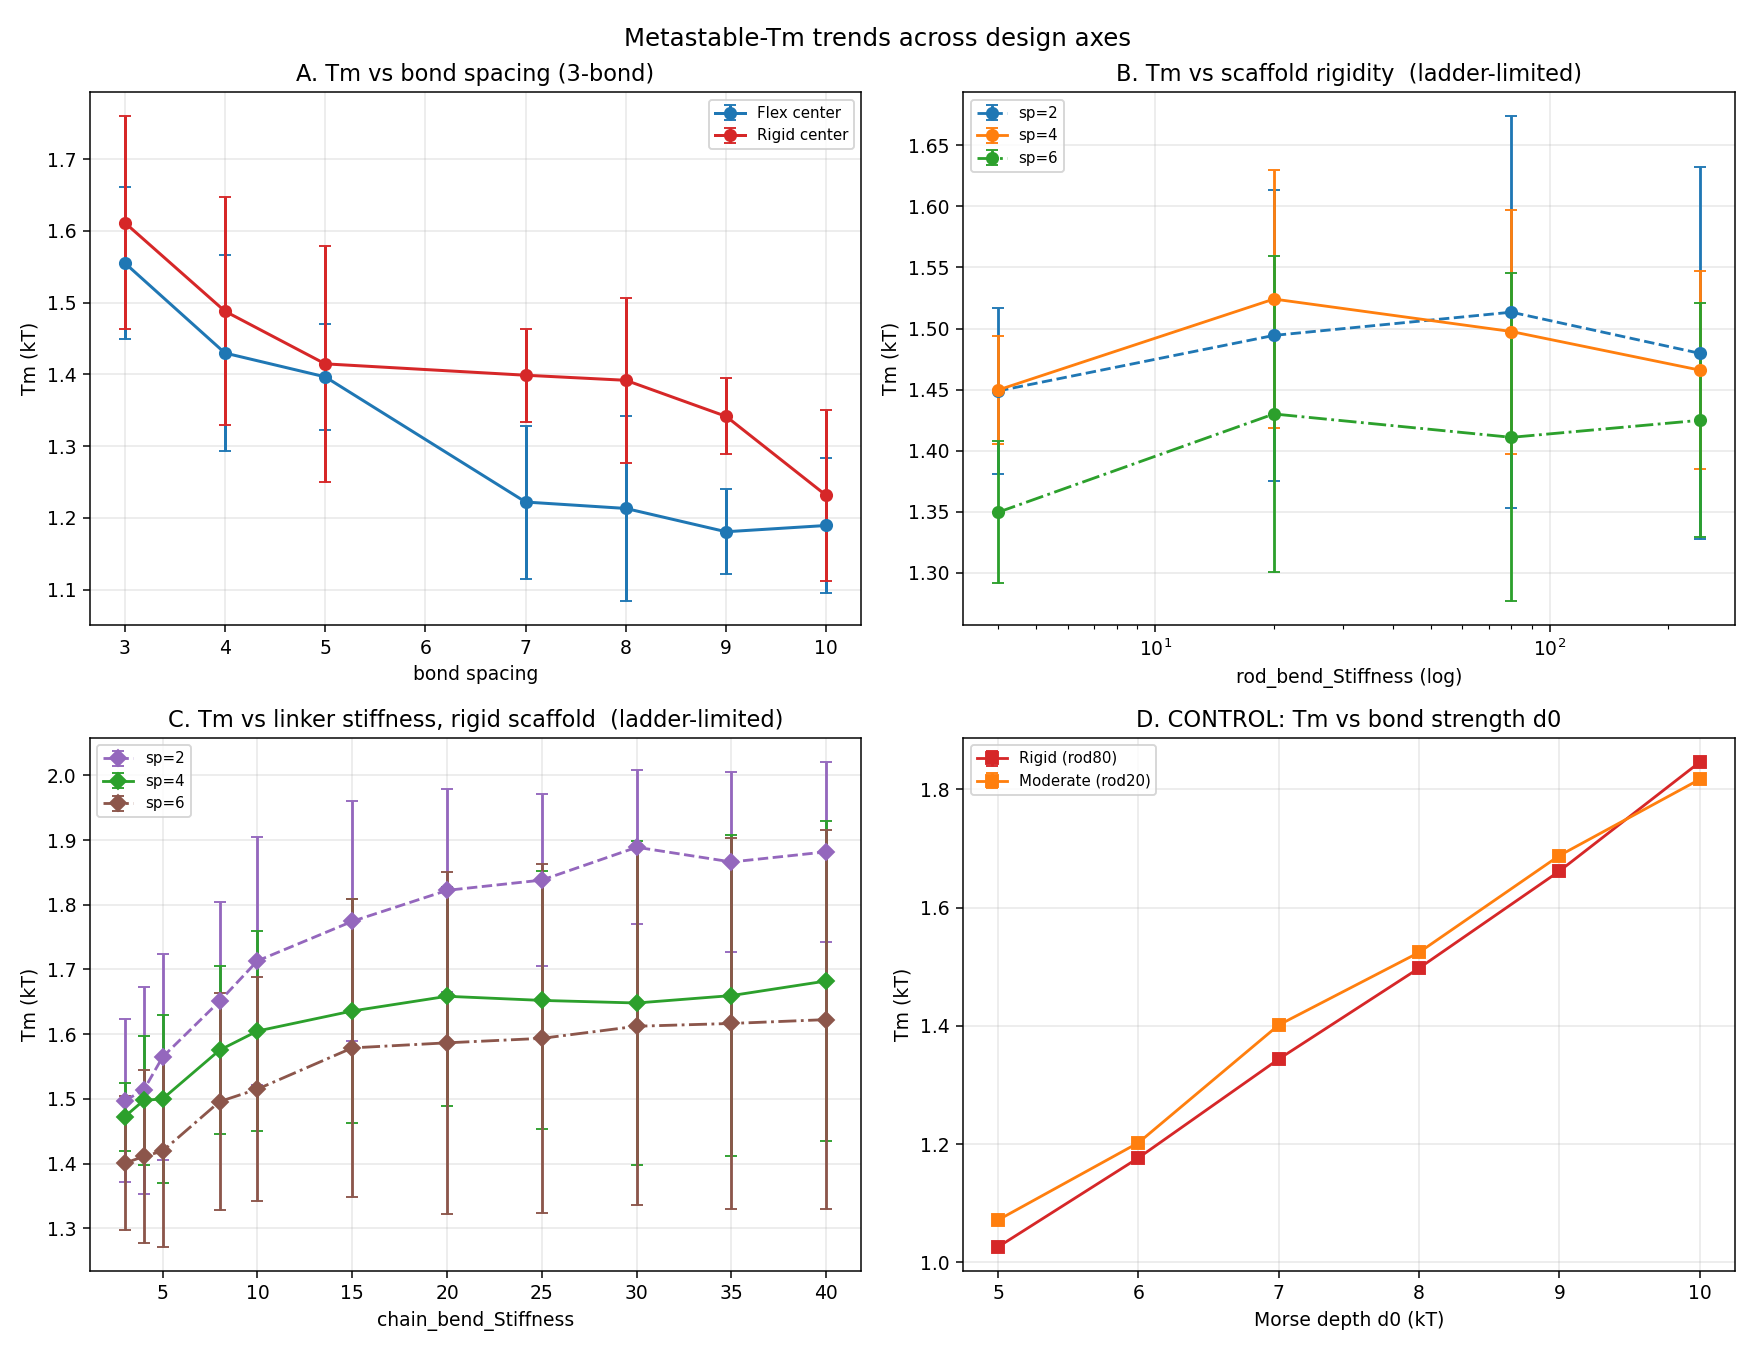 Metastable-Tm trends across design axes
A. Tm vs bond spacing (3-bond)
Flex center
Rigid center
Tm (kT)
1.7
1.6
1.5
1.4
1.3
1.2
1.1
3 4 5 6 7 8 9 10
bond spacing
B. Tm vs scaffold rigidity (ladder-limited)
sp=2
sp=4
sp=6
Tm (kT)
1.65
1.60
1.55
1.50
1.45
1.40
1.35
1.30
10¹ 10²
rod_bend_Stiffness (log)
C. Tm vs linker stiffness, rigid scaffold (ladder-limited)
sp=2
sp=4
sp=6
Tm (kT)
2.0
1.9
1.8
1.7
1.6
1.5
1.4
1.3
5 10 15 20 25 30 35 40
chain_bend_Stiffness
D. CONTROL: Tm vs bond strength d0
Rigid (rod80)
Moderate (rod20)
Tm (kT)
1.8
1.6
1.4
1.2
1.0
5 6 7 8 9 10
Morse depth d0 (kT)